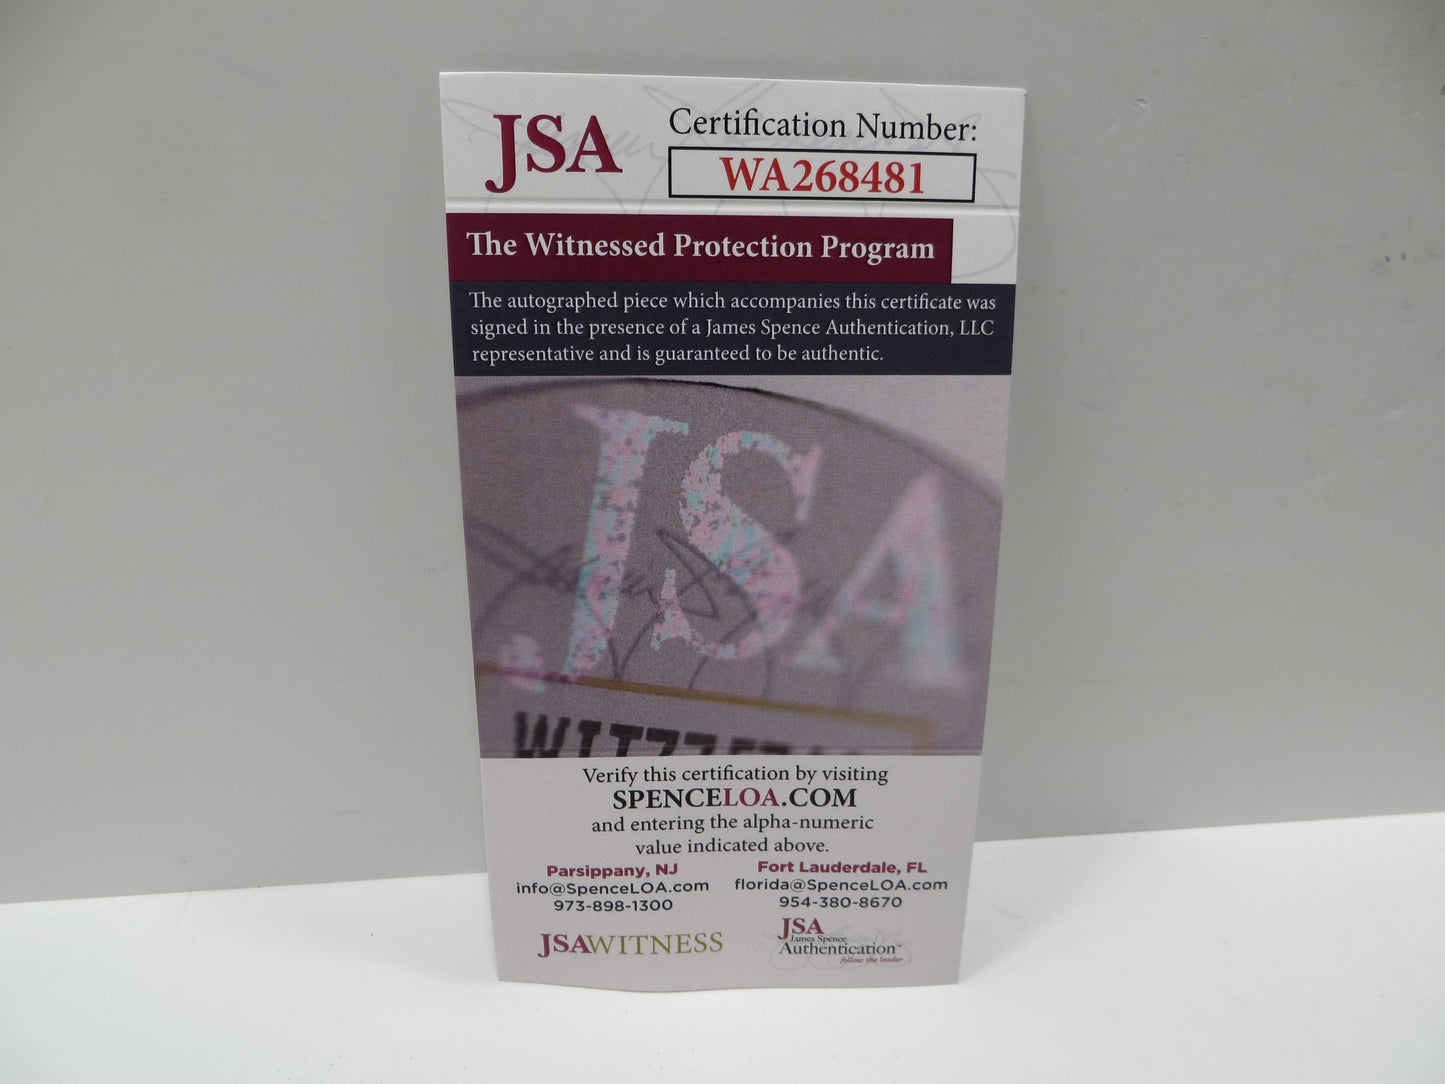 JSA
Certification Number:
WA268481
The Witnessed Protection Program
The autographed piece which accompanies this certificate was
signed in the presence of a James Spence Authentication, LLC
representative and is guaranteed to be authentic.
JSA
Verify this certification by visiting
SPENCELOA.COM
and entering the alpha-numeric
value indicated above.
Parsippany, NJ
info@SpenceLOA.com
973-898-1300
Fort Lauderdale, FL
florida@SpenceLOA.com
954-380-8670
JSAWITNESS
JSA
James Spence
Authentication™
follow the leader